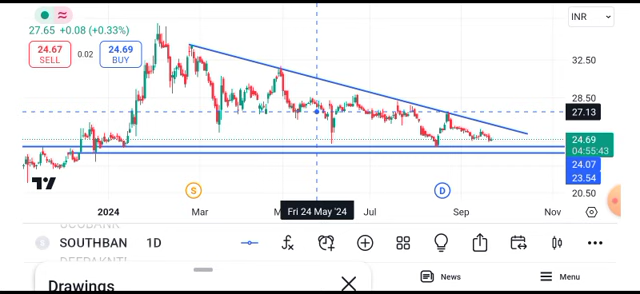 INR
27.65 +0.08 (+0.33%)
24.67
SELL
0.02
24.69
BUY
32.50
28.50
27.13
24.69
04:55:43
24.07
23.54
20.50
S
D
2024
Mar
Fri 24 May '24
Jul
Sep
Nov
SOUTHBAN 1D
Drawings
News
Menu